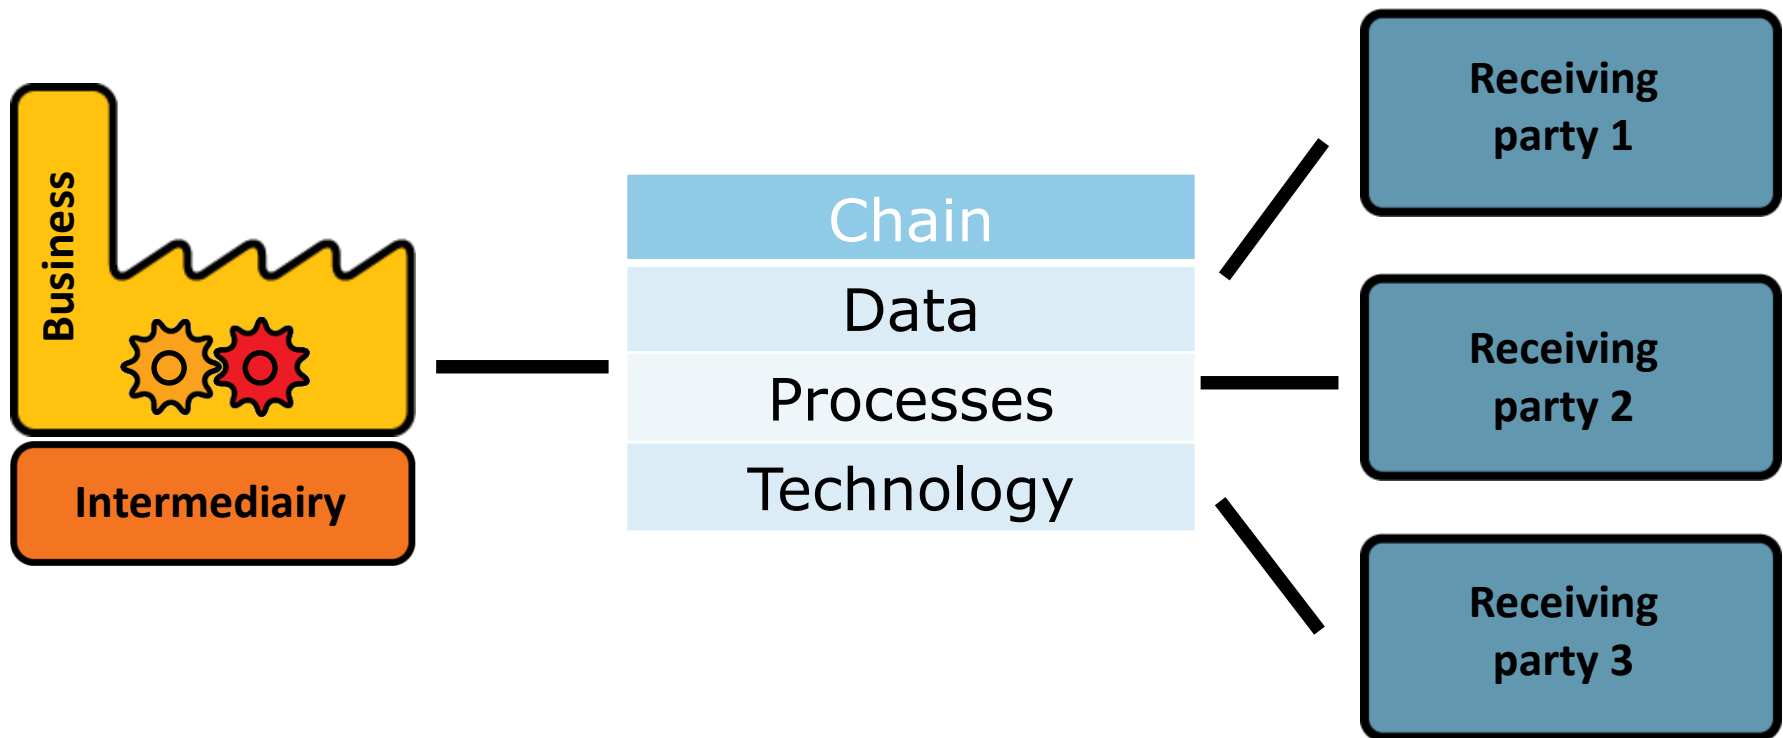 Business
Intermediairy
Chain
Data
Processes
Technology
Receiving
party 1
Receiving
party 2
Receiving
party 3